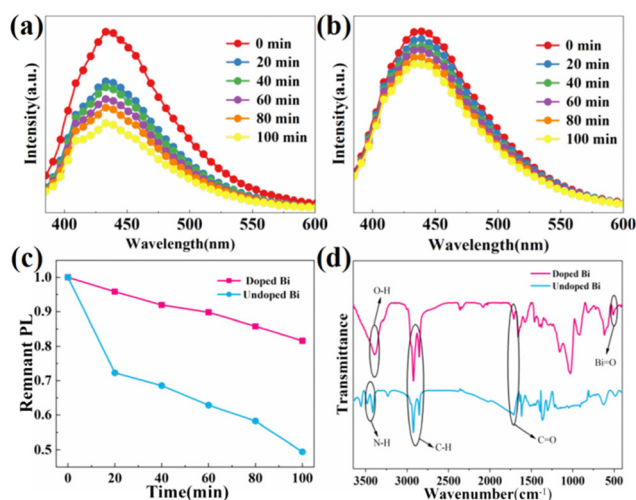 (a)
Intensity(a.u.)
0 min
20 min
40 min
60 min
80 min
100 min
400 450 500 550 600
Wavelength(nm)
(b)
Intensity(a.u.)
0 min
20 min
40 min
60 min
80 min
100 min
400 450 500 550 600
Wavelength(nm)
(c)
Remnant PL
1.0
0.9
0.8
0.7
0.6
0.5
Doped Bi
Undoped Bi
0 20 40 60 80 100
Time(min)
(d)
Transmittance
Doped Bi
Undoped Bi
O-H
Bi=O
N-H
C-H
C=O
3500 3000 2500 2000 1500 1000 500
Wavenumber(cm-1)